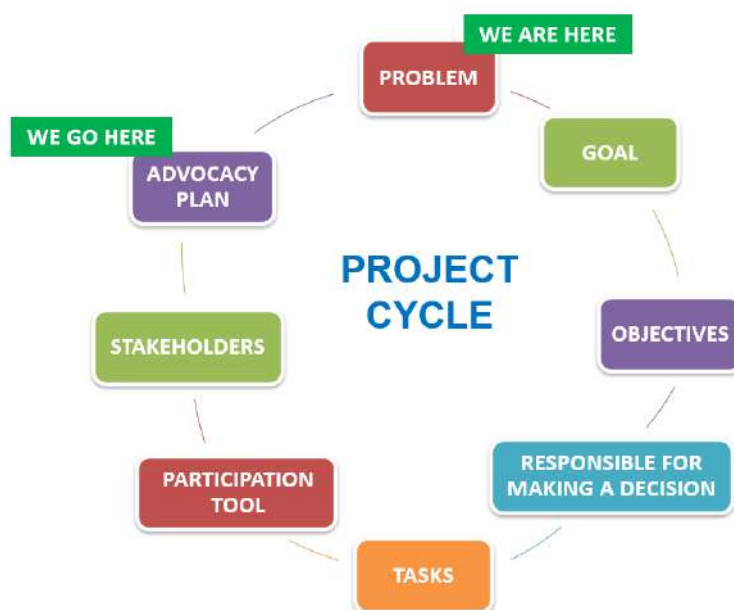 WE ARE HERE
PROBLEM
WE GO HERE
GOAL
ADVOCACY
PLAN
PROJECT
CYCLE
STAKEHOLDERS
OBJECTIVES
PARTICIPATION
TOOL
RESPONSIBLE FOR
MAKING A DECISION
TASKS